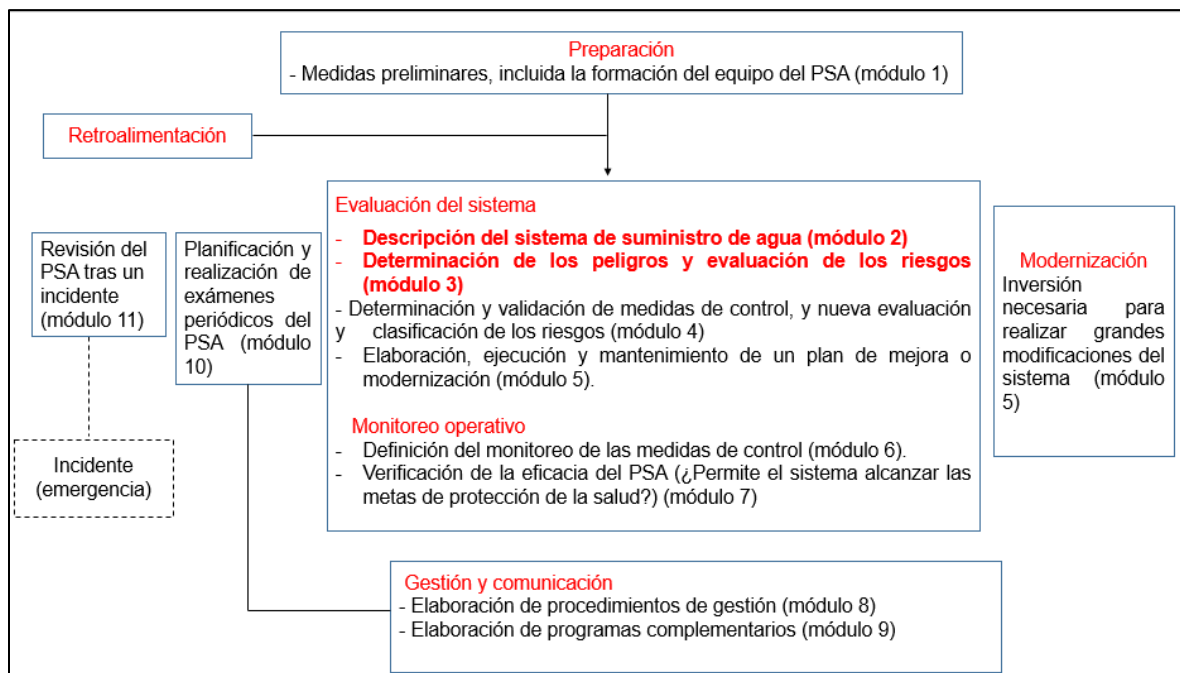 Preparación
- Medidas preliminares, incluida la formación del equipo del PSA (módulo 1)
Retroalimentación
Revisión del
PSA tras un
incidente
(módulo 11)
Incidente
(emergencia)
Planificación y
realización de
exámenes
periódicos del
PSA (módulo
10)
Evaluación del sistema
- Descripción del sistema de suministro de agua (módulo 2)
- Determinación de los peligros y evaluación de los riesgos
(módulo 3)
- Determinación y validación de medidas de control, y nueva evaluación
y clasificación de los riesgos (módulo 4)
- Elaboración, ejecución y mantenimiento de un plan de mejora o
modernización (módulo 5).
Monitoreo operativo
- Definición del monitoreo de las medidas de control (módulo 6).
- Verificación de la eficacia del PSA (¿Permite el sistema alcanzar las
metas de protección de la salud?) (módulo 7)
Modernización
Inversión
necesaria para
realizar grandes
modificaciones del
sistema (módulo
5)
Gestión y comunicación
- Elaboración de procedimientos de gestión (módulo 8)
- Elaboración de programas complementarios (módulo 9)